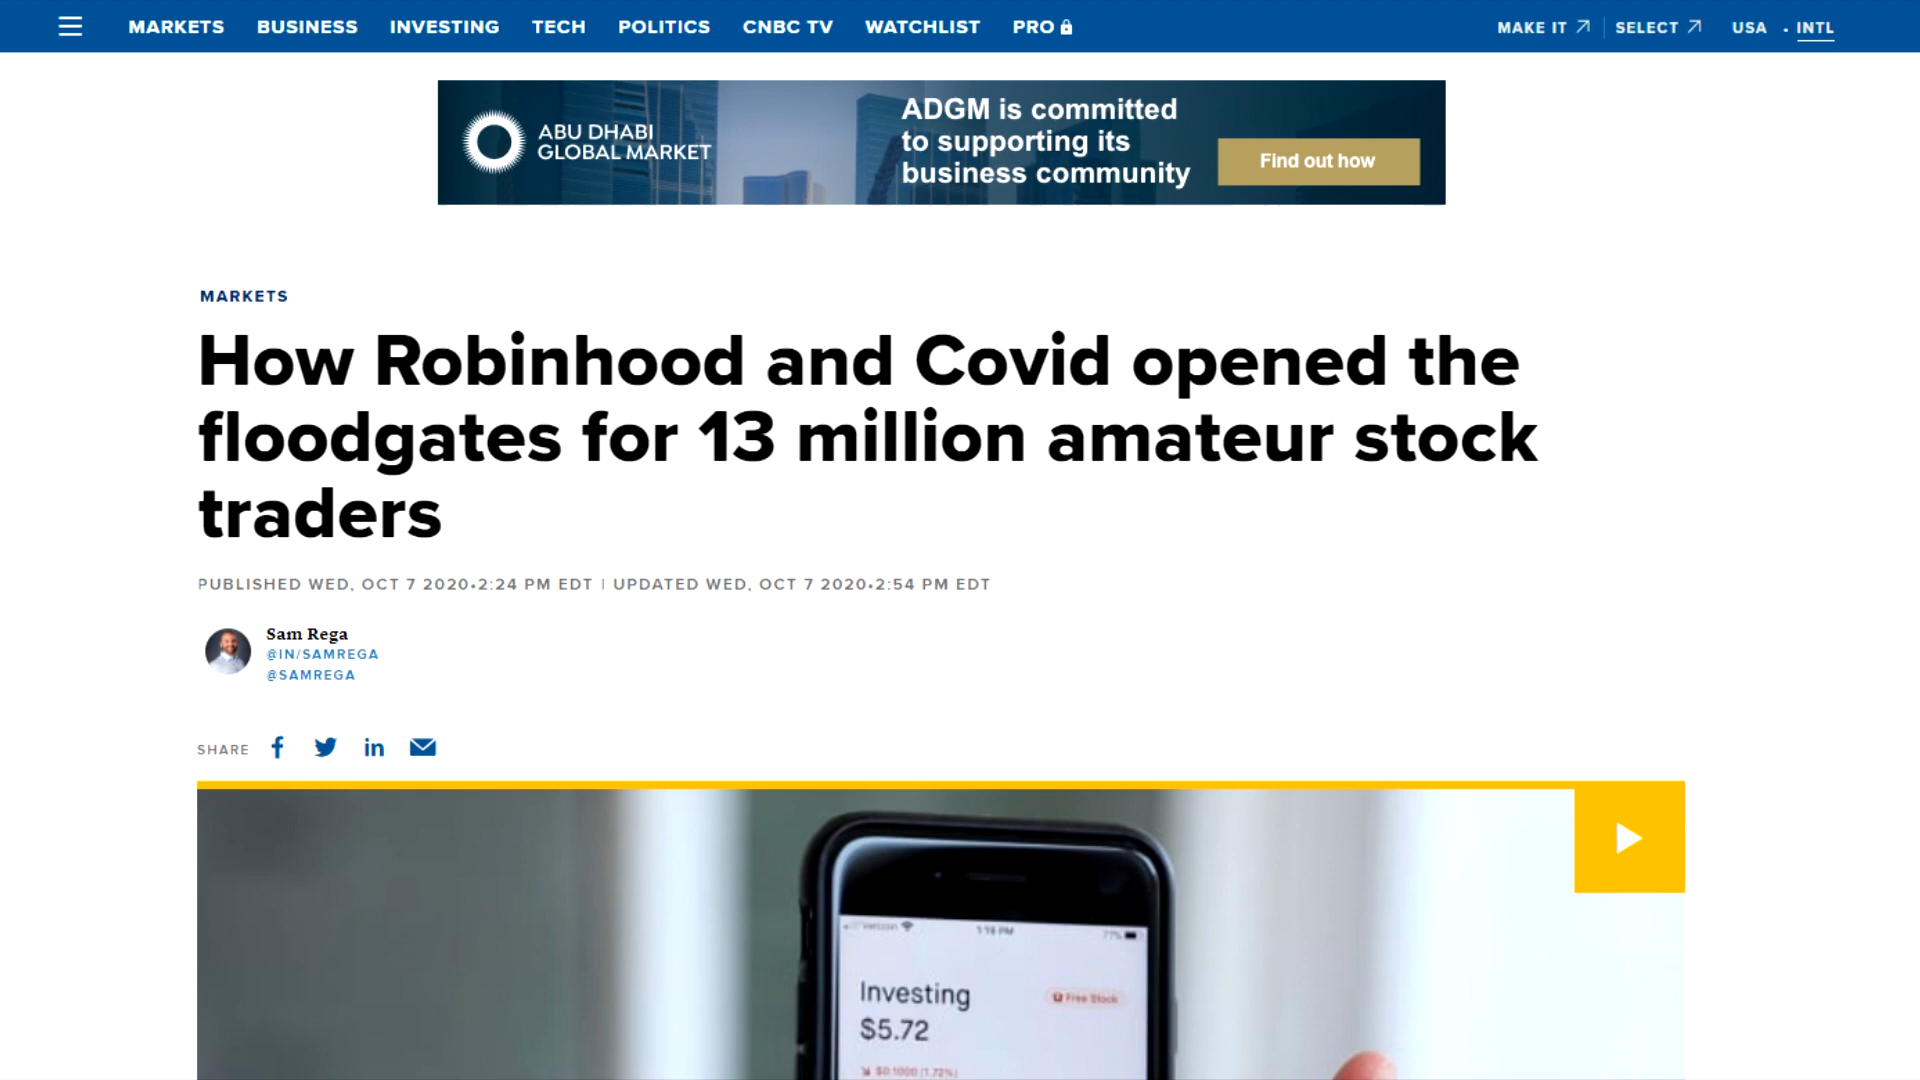 MARKETS BUSINESS INVESTING TECH POLITICS CNBC TV WATCHLIST PRO MAKE IT SELECT USA • INTL
ABU DHABI
GLOBAL MARKET
ADGM is committed
to supporting its
business community
Find out how
MARKETS
How Robinhood and Covid opened the
floodgates for 13 million amateur stock
traders
PUBLISHED WED, OCT 7 2020•2:24 PM EDT | UPDATED WED, OCT 7 2020•2:54 PM EDT
Sam Rega
@IN/SAMREGA
@SAMREGA
SHARE
Verizon 1:18 PM 77%
Investing
Free Stock
$5.72
$0.1000 (1.72%)